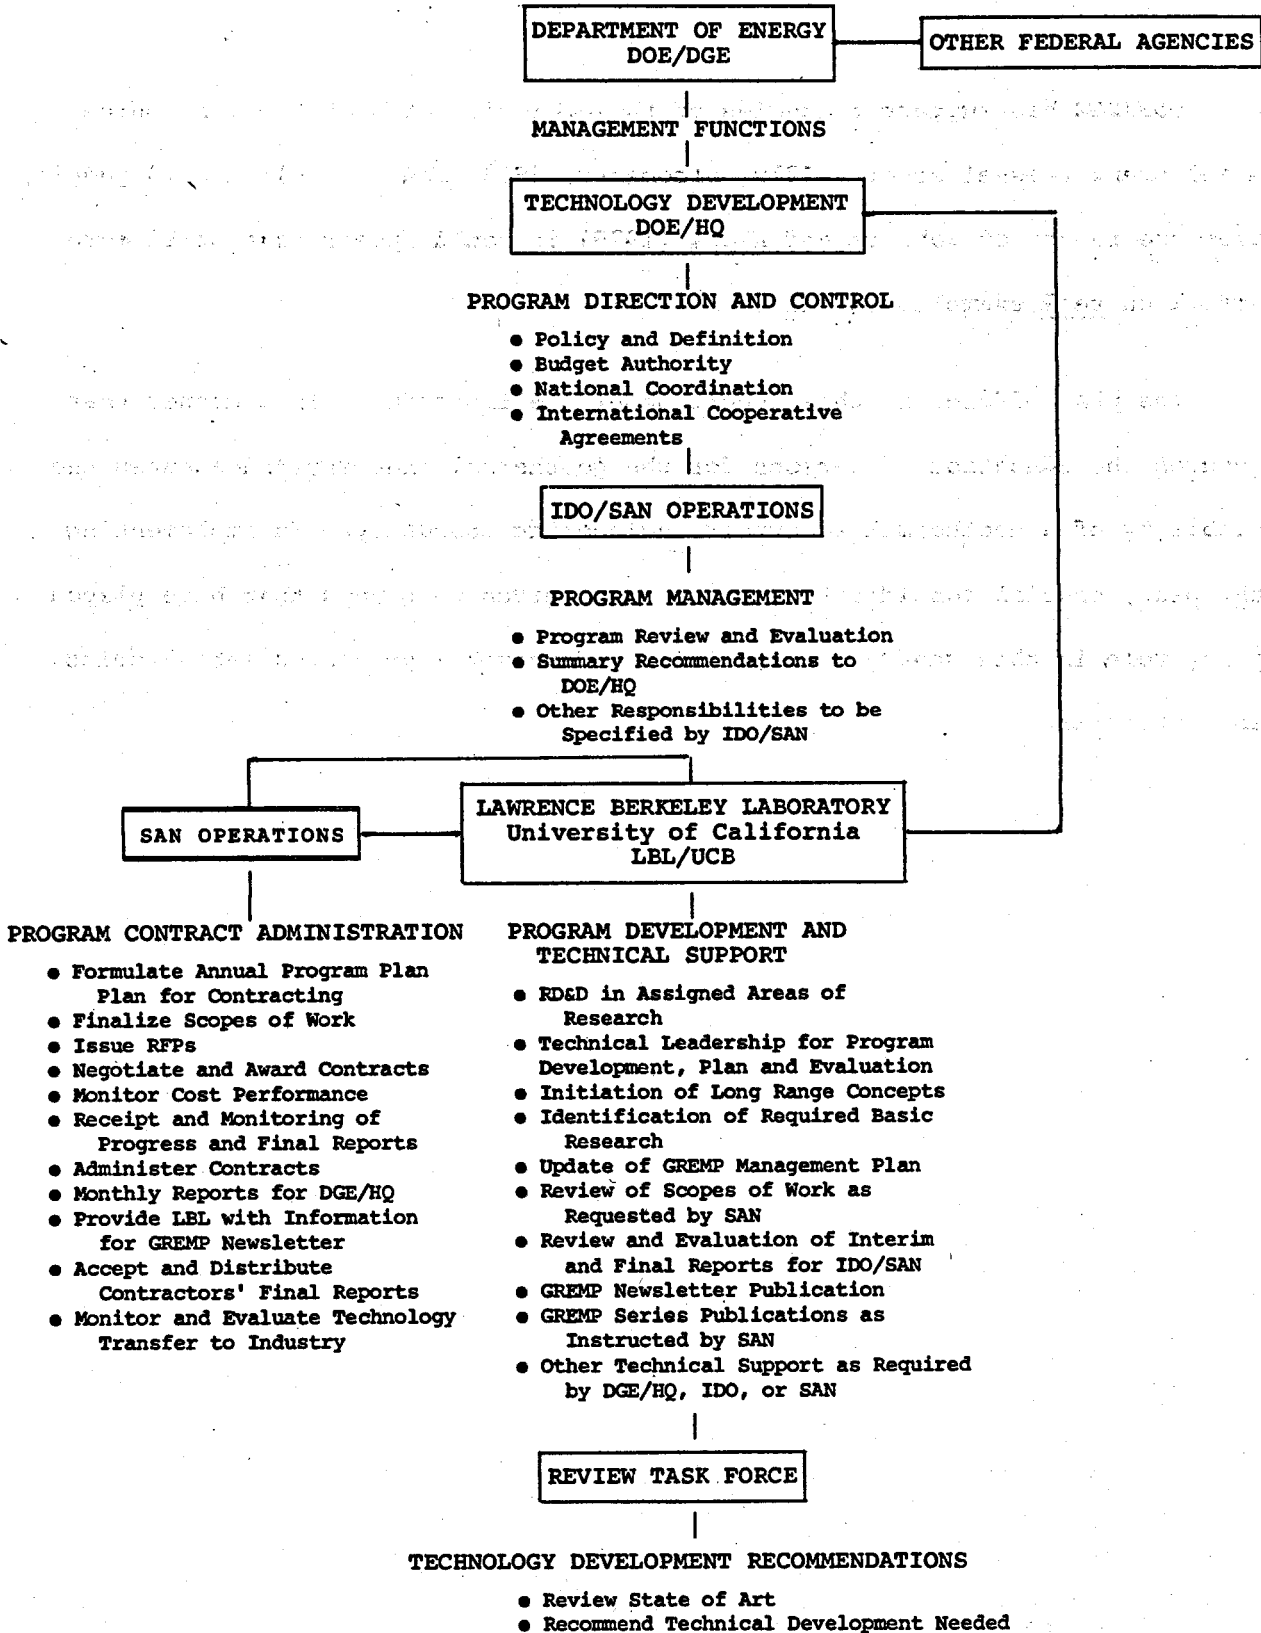 DEPARTMENT OF ENERGY
DOE/DGE
OTHER FEDERAL AGENCIES
MANAGEMENT FUNCTIONS
TECHNOLOGY DEVELOPMENT
DOE/HQ
PROGRAM DIRECTION AND CONTROL
● Policy and Definition
● Budget Authority
● National Coordination
● International Cooperative
Agreements
IDO/SAN OPERATIONS
PROGRAM MANAGEMENT
● Program Review and Evaluation
● Summary Recommendations to
DOE/HQ
● Other Responsibilities to be
Specified by IDO/SAN
SAN OPERATIONS
LAWRENCE BERKELEY LABORATORY
University of California
LBL/UCB
PROGRAM CONTRACT ADMINISTRATION
● Formulate Annual Program Plan
Plan for Contracting
● Finalize Scopes of Work
● Issue RFPs
● Negotiate and Award Contracts
● Monitor Cost Performance
● Receipt and Monitoring of
Progress and Final Reports
● Administer Contracts
● Monthly Reports for DGE/HQ
● Provide LBL with Information
for GREMP Newsletter
● Accept and Distribute
Contractors' Final Reports
● Monitor and Evaluate Technology
Transfer to Industry
PROGRAM DEVELOPMENT AND
TECHNICAL SUPPORT
● RD&D in Assigned Areas of
Research
● Technical Leadership for Program
Development, Plan and Evaluation
● Initiation of Long Range Concepts
● Identification of Required Basic
Research
● Update of GREMP Management Plan
● Review of Scopes of Work as
Requested by SAN
● Review and Evaluation of Interim
and Final Reports for IDO/SAN
● GREMP Newsletter Publication
● GREMP Series Publications as
Instructed by SAN
● Other Technical Support as Required
by DGE/HQ, IDO, or SAN
REVIEW TASK FORCE
TECHNOLOGY DEVELOPMENT RECOMMENDATIONS
● Review State of Art
● Recommend Technical Development Needed